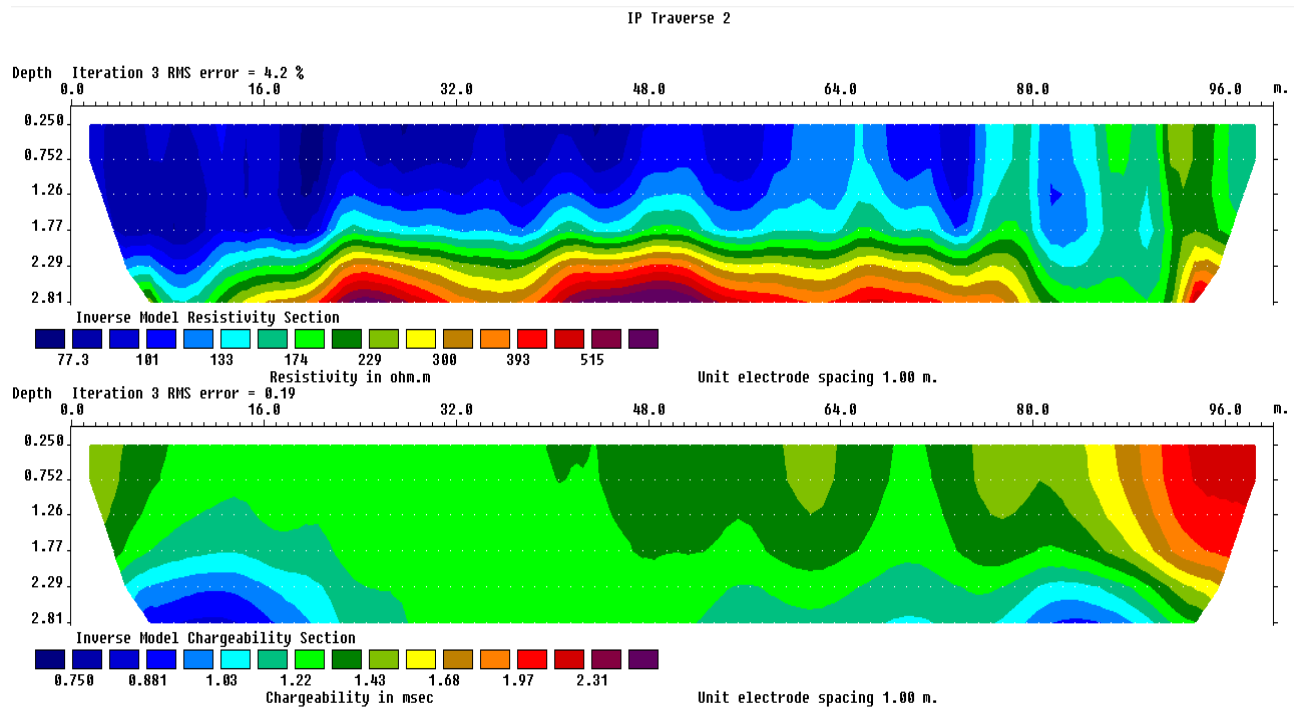 IP Traverse 2
Depth Iteration 3 RMS error = 4.2 %
0.0 16.0 32.0 48.0 64.0 80.0 96.0 m.
0.250
0.752
1.26
1.77
2.29
2.81
Inverse Model Resistivity Section
77.3 101 133 174 229 300 393 515
Resistivity in ohm.m Unit electrode spacing 1.00 m.
Depth Iteration 3 RMS error = 0.19
0.0 16.0 32.0 48.0 64.0 80.0 96.0 m.
0.250
0.752
1.26
1.77
2.29
2.81
Inverse Model Chargeability Section
0.750 0.881 1.03 1.22 1.43 1.68 1.97 2.31
Chargeability in msec Unit electrode spacing 1.00 m.